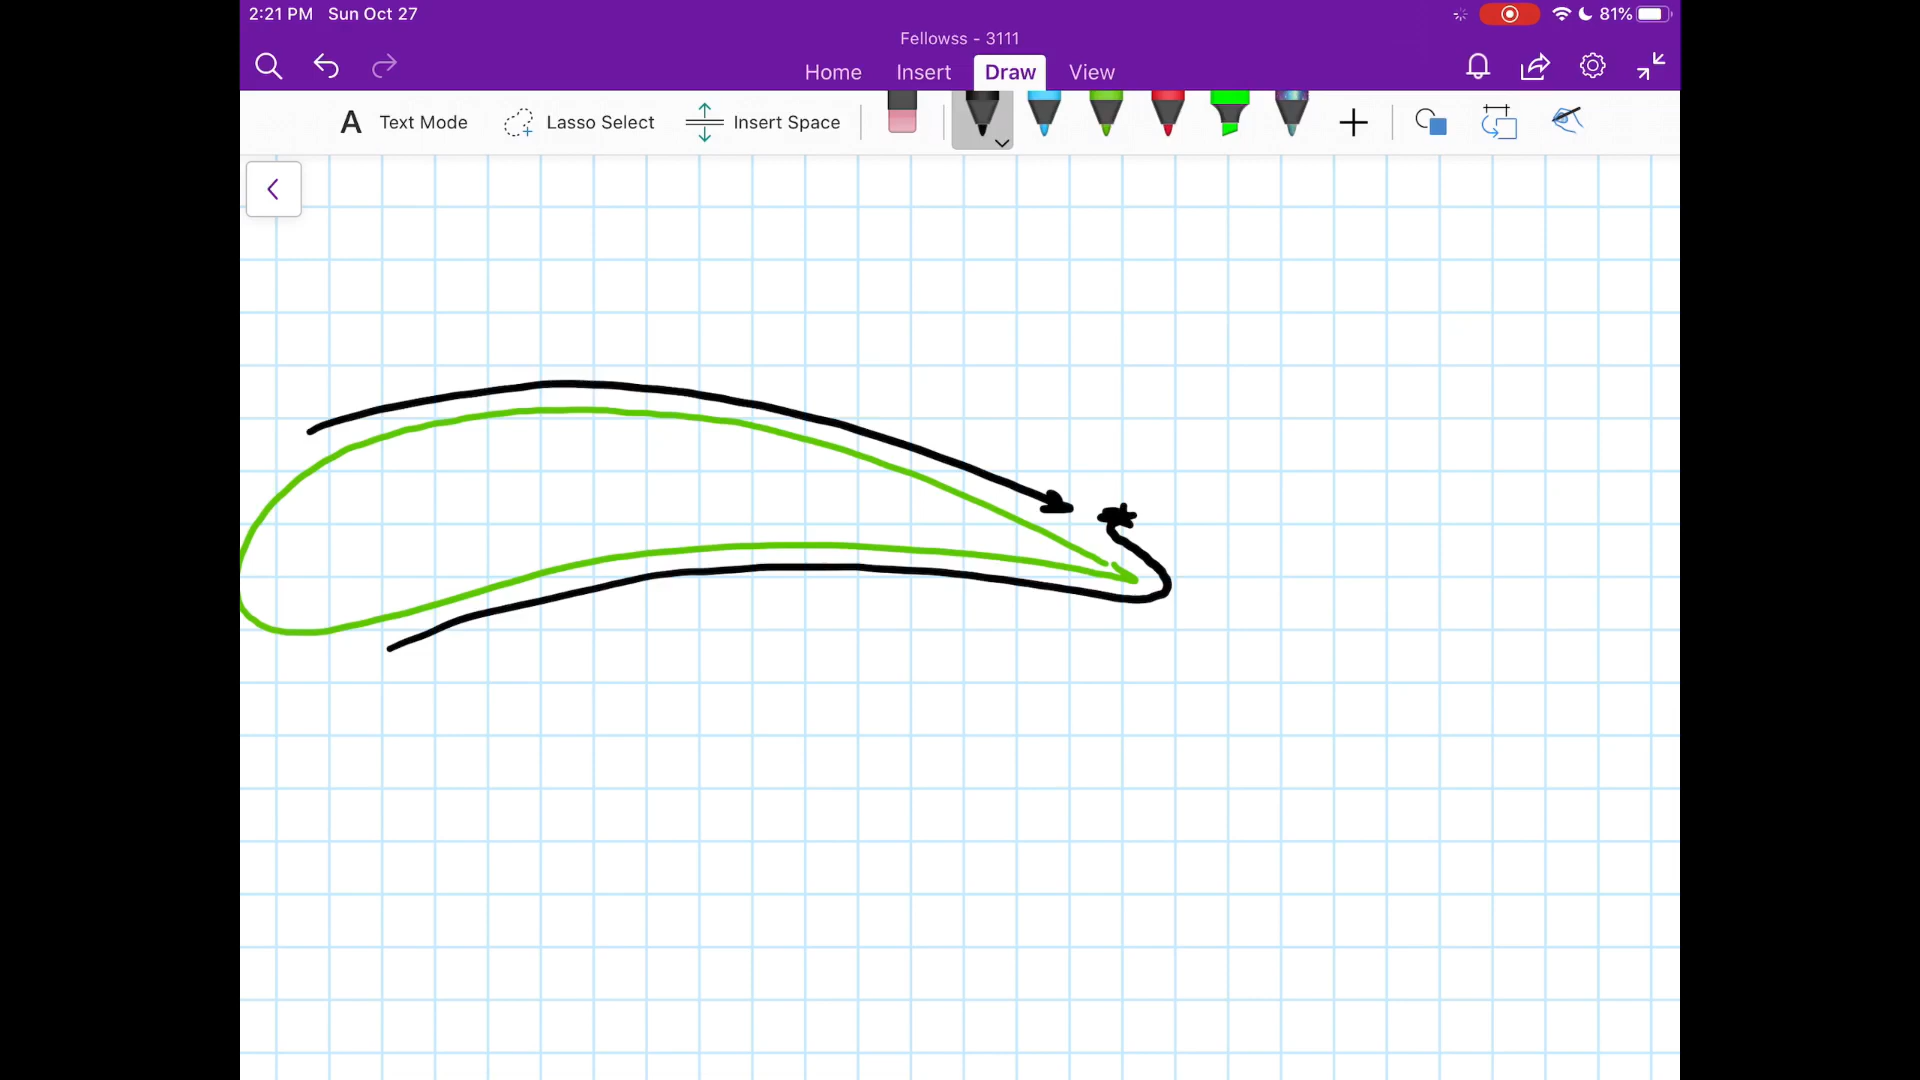 2:21 PM Sun Oct 27
81%
Fellowss - 3111
Home Insert Draw View
A Text Mode Lasso Select Insert Space